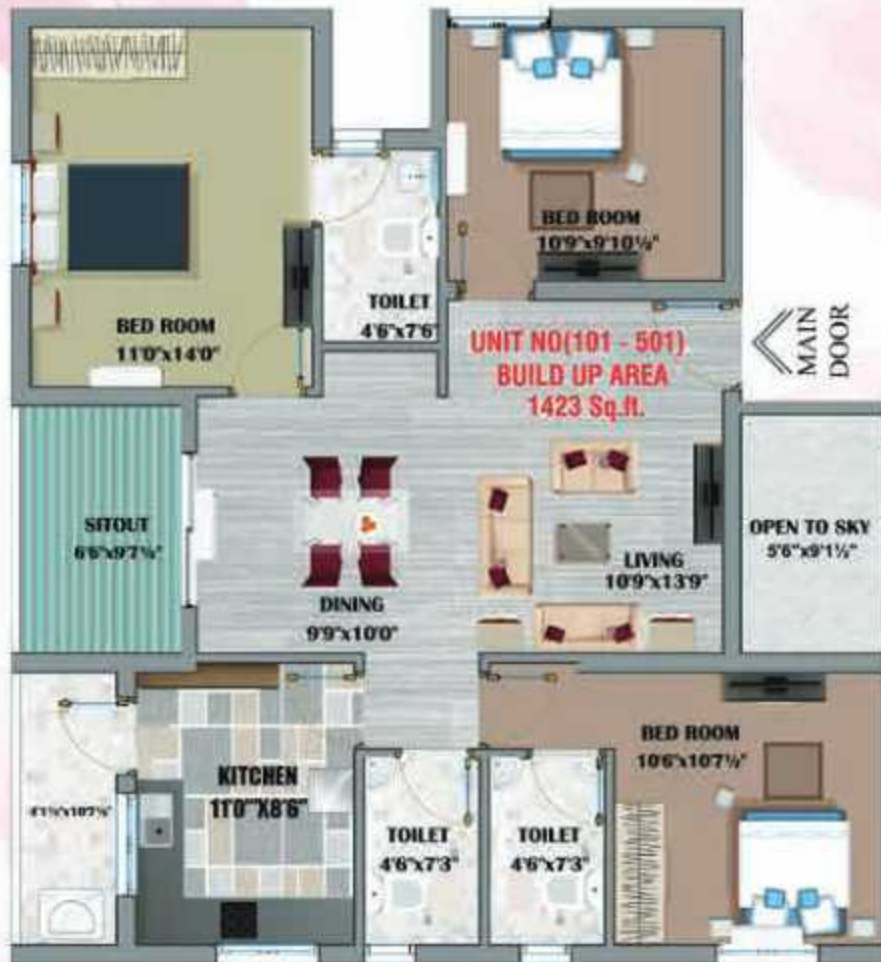 BED ROOM
10'9"x9'10½"
TOILET
4'6"x7'6"
BED ROOM
11'0"x14'0"
UNIT NO(101 - 501)
BUILD UP AREA
1423 Sq.ft.
MAIN
DOOR
SITOUT
6'6"x9'7½"
OPEN TO SKY
5'6"x9'1½"
LIVING
10'9"x13'9"
DINING
9'9"x10'0"
BED ROOM
10'6"x10'7½"
KITCHEN
11'0"X8'6"
TOILET
4'6"x7'3"
TOILET
4'6"x7'3"